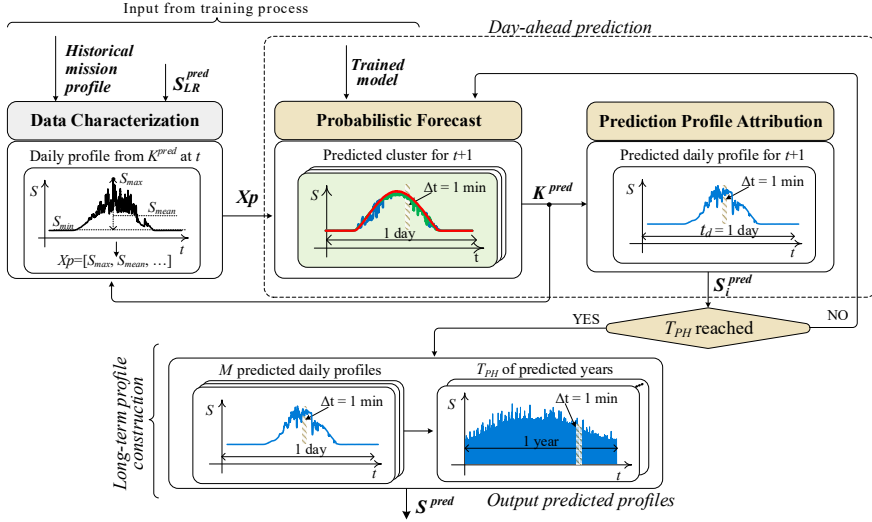 Input from training process
Day-ahead prediction
Historical
mission
profile
S_LR^pred
Trained
model
Data Characterization
Probabilistic Forecast
Prediction Profile Attribution
Daily profile from K^pred at t
S
S_max
S_mean
S_min
t
Xp=[S_max, S_mean, …]
Xp
Predicted cluster for t+1
S
Δt = 1 min
1 day
t
K^pred
Predicted daily profile for t+1
S
Δt = 1 min
t_d = 1 day
t
S_i^pred
YES
T_PH reached
NO
Long-term profile
construction
M predicted daily profiles
S
Δt = 1 min
1 day
t
T_PH of predicted years
S
Δt = 1 min
1 year
t
S^pred
Output predicted profiles